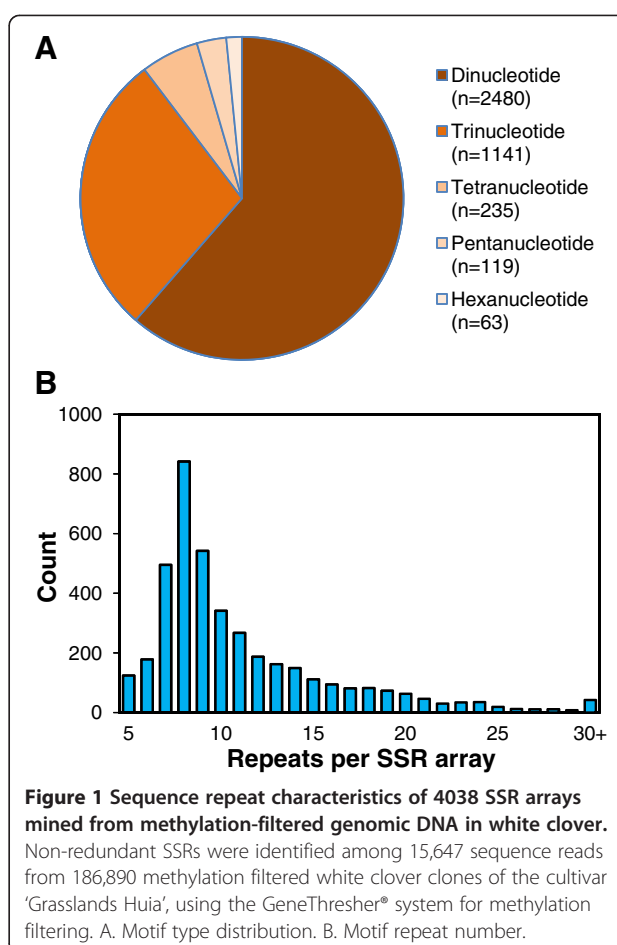 A
Dinucleotide
(n=2480)
Trinucleotide
(n=1141)
Tetranucleotide
(n=235)
Pentanucleotide
(n=119)
Hexanucleotide
(n=63)
B
1000
800
600
400
200
0
Count
5 10 15 20 25 30+
Repeats per SSR array
Figure 1 Sequence repeat characteristics of 4038 SSR arrays
mined from methylation-filtered genomic DNA in white clover.
Non-redundant SSRs were identified among 15,647 sequence reads
from 186,890 methylation filtered white clover clones of the cultivar
‘Grasslands Huia’, using the GeneThresher® system for methylation
filtering. A. Motif type distribution. B. Motif repeat number.